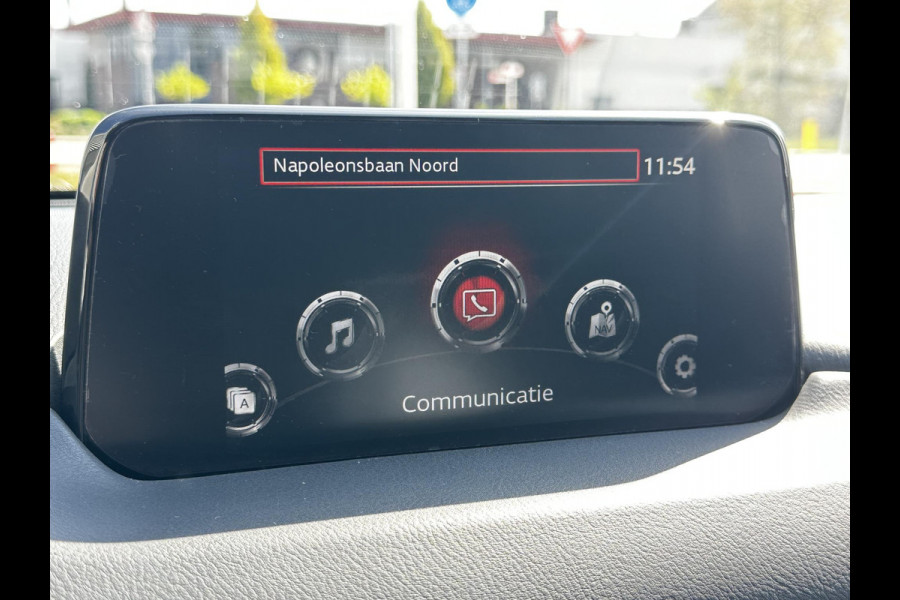 Napoleonsbaan Noord 11:54
NAV
A
Communicatie